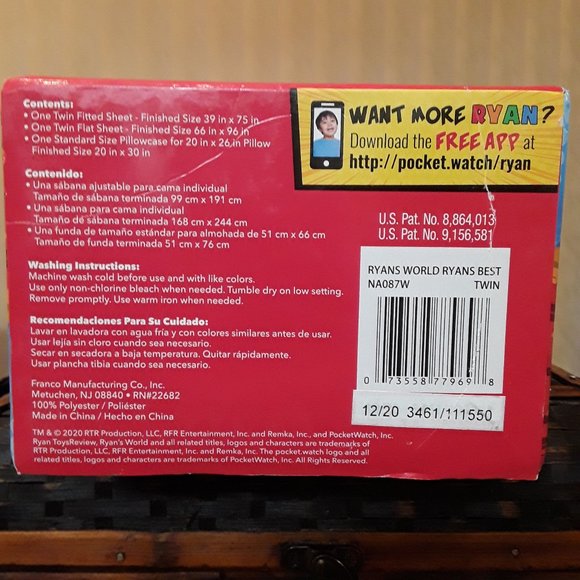 Contents:
• One Twin Fitted Sheet - Finished Size 39 in x 75 in
• One Twin Flat Sheet - Finished Size 66 in x 96 in
• One Standard Size Pillowcase for 20 in x 26 in Pillow
Finished Size 20 in x 30 in
Contenido:
• Una sábana ajustable para cama individual
Tamaño de sábana terminada 99 cm x 191 cm
• Una sábana para cama individual
Tamaño de sábana terminada 168 cm x 244 cm
• Una funda de tamaño estándar para almohada de 51 cm x 66 cm
Tamaño de funda terminada 51 cm x 76 cm
Washing Instructions:
Machine wash cold before use and with like colors.
Use only non-chlorine bleach when needed. Tumble dry on low setting.
Remove promptly. Use warm iron when needed.
Recomendaciones Para Su Cuidado:
Lavar en lavadora con agua fría y con colores similares antes de usar.
Usar lejía sin cloro cuando sea necesario.
Secar en secadora a baja temperatura. Quitar rápidamente.
Usar plancha tibia cuando sea necesario.
Franco Manufacturing Co., Inc.
Metuchen, NJ 08840 • RN#22682
100% Polyester / Poliéster
Made in China / Hecho en China
TM & © 2020 RTR Production, LLC, RFR Entertainment, Inc. and Remka, Inc., and PocketWatch, Inc.
Ryan ToysReview, Ryan's World and all related titles, logos and characters are trademarks of
RTR Production, LLC, RFR Entertainment, Inc. and Remka, Inc. The pocket.watch logo and all
related titles, logos and characters are trademarks of PocketWatch, Inc. All Rights Reserved.
WANT MORE RYAN?
Download the FREE APP at
http://pocket.watch/ryan
U.S. Pat. No. 8,864,013
U.S. Pat. No. 9,156,581
RYANS WORLD RYANS BEST
NA087W TWIN
0 73558 77969 8
12/20 3461/111550